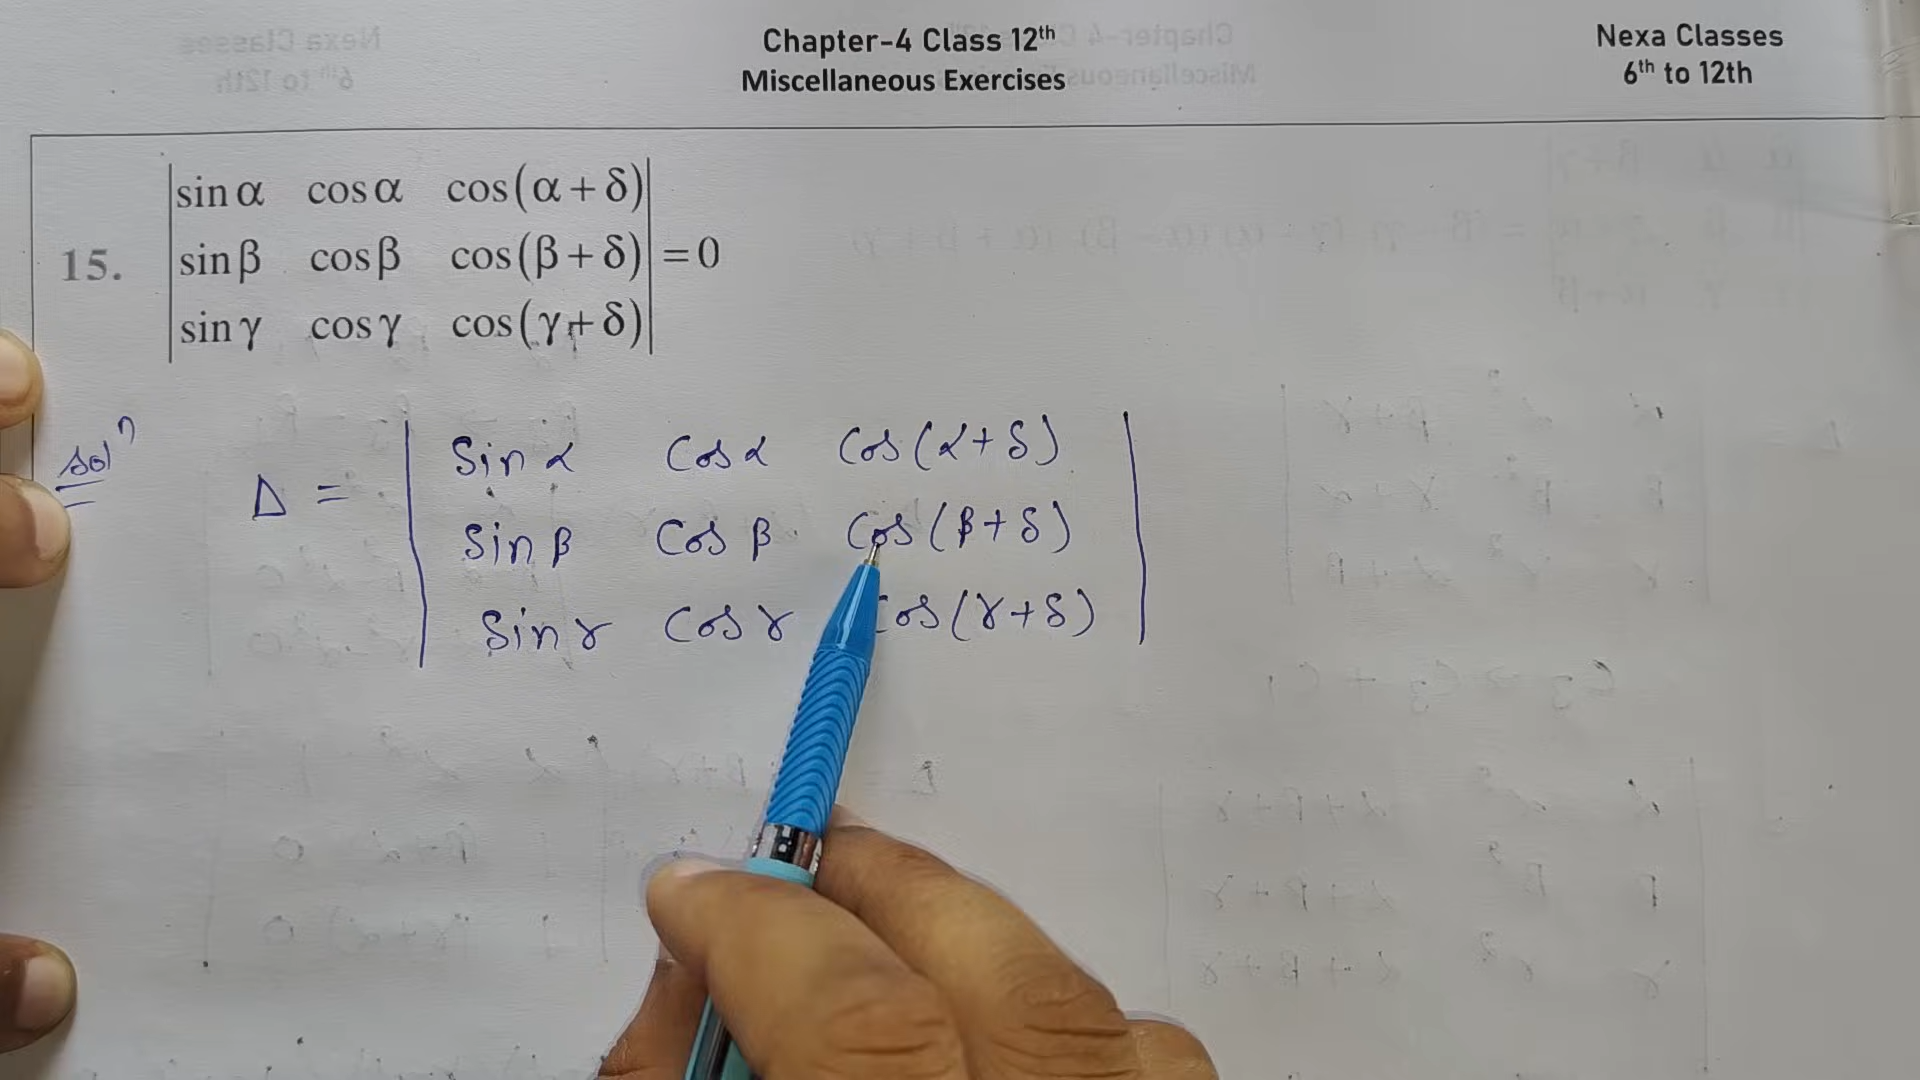 Chapter-4 Class 12th
Miscellaneous Exercises
Nexa Classes
6th to 12th
15.
sin α cos α cos(α + δ)
sin β cos β cos(β + δ) = 0
sin γ cos γ cos(γ + δ)
Solⁿ
Δ =
Sin α Cos α Cos(α + δ)
Sin β Cos β Cos(β + δ)
Sin γ Cos γ Cos(γ + δ)